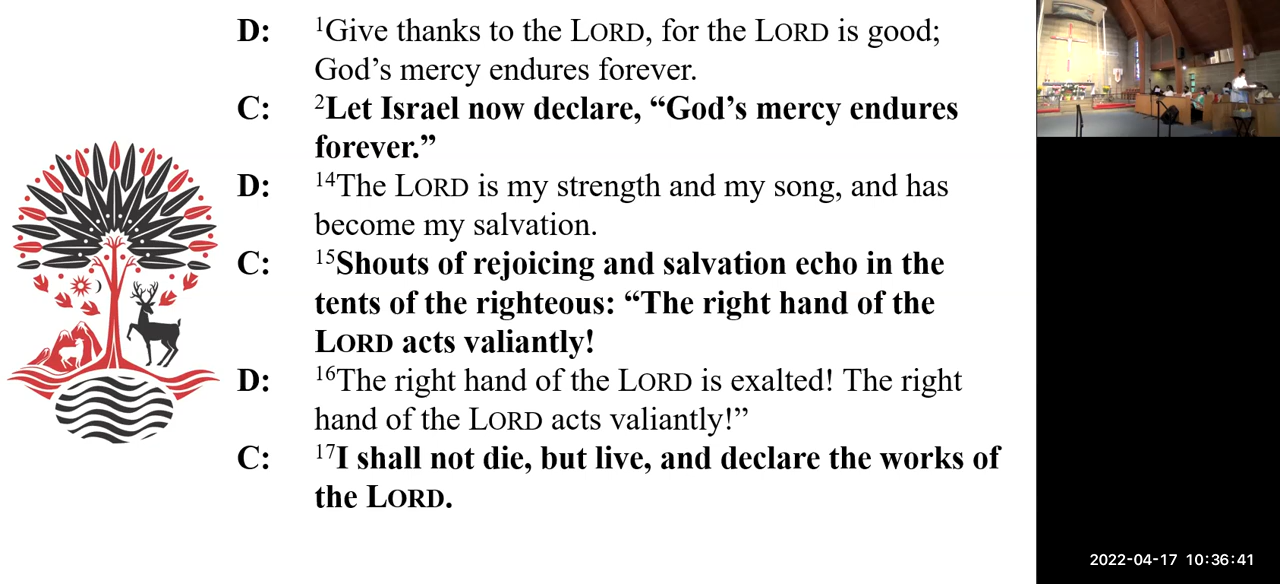 D: ¹Give thanks to the LORD, for the LORD is good;
God’s mercy endures forever.
C: ²Let Israel now declare, “God’s mercy endures
forever.”
D: ¹⁴The LORD is my strength and my song, and has
become my salvation.
C: ¹⁵Shouts of rejoicing and salvation echo in the
tents of the righteous: “The right hand of the
LORD acts valiantly!
D: ¹⁶The right hand of the LORD is exalted! The right
hand of the LORD acts valiantly!”
C: ¹⁷I shall not die, but live, and declare the works of
the LORD.
2022-04-17 10:36:41